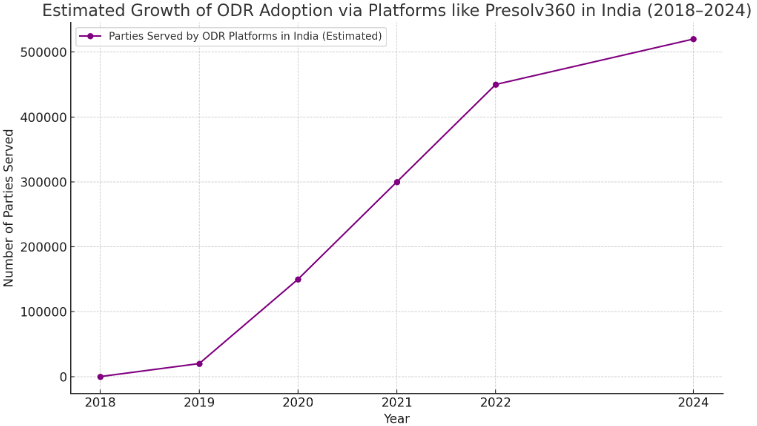 Estimated Growth of ODR Adoption via Platforms like Presolv360 in India (2018–2024)
Parties Served by ODR Platforms in India (Estimated)
500000
400000
300000
200000
100000
0
Number of Parties Served
2018 2019 2020 2021 2022 2024
Year